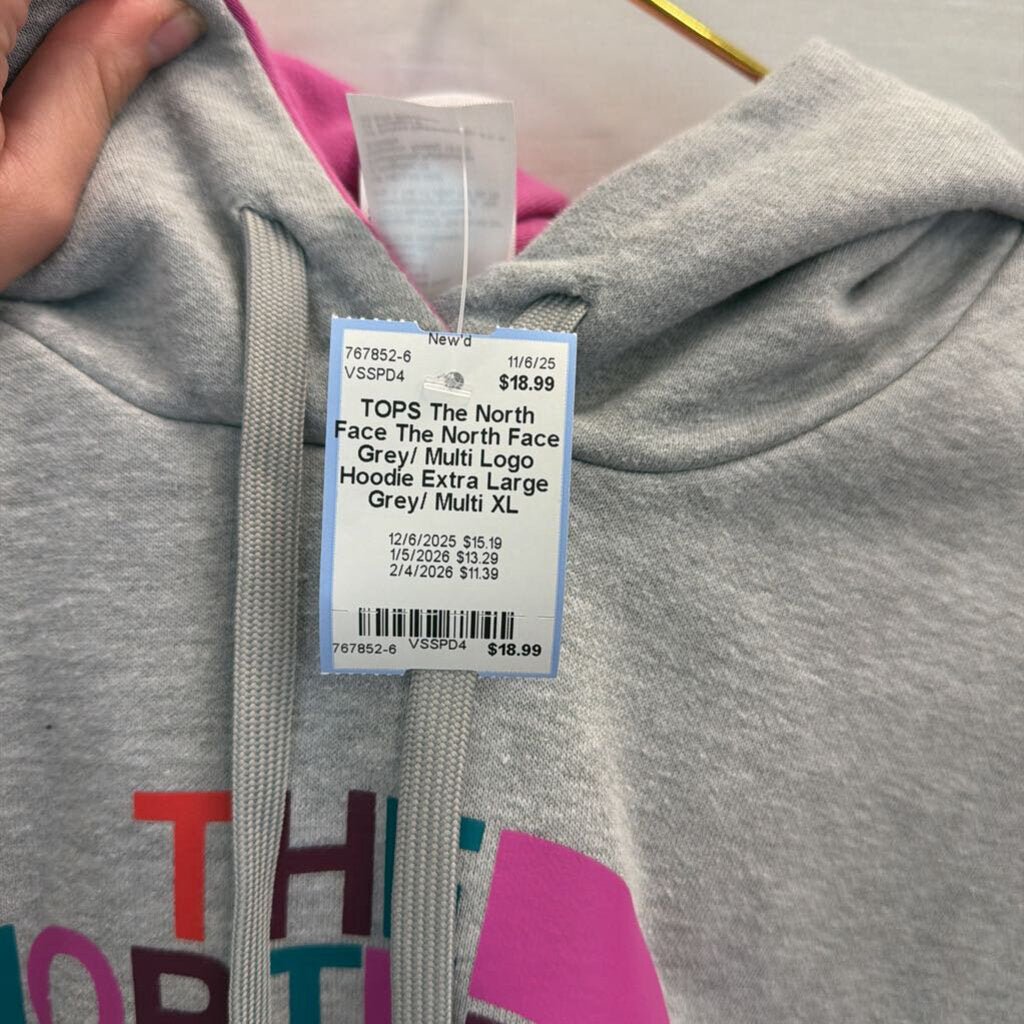 New'd
767852-6 11/6/25
VSSPD4 $18.99
TOPS The North
Face The North Face
Grey/ Multi Logo
Hoodie Extra Large
Grey/ Multi XL
12/6/2025 $15.19
1/5/2026 $13.29
2/4/2026 $11.39
767852-6 VSSPD4 $18.99
THE
NORTH